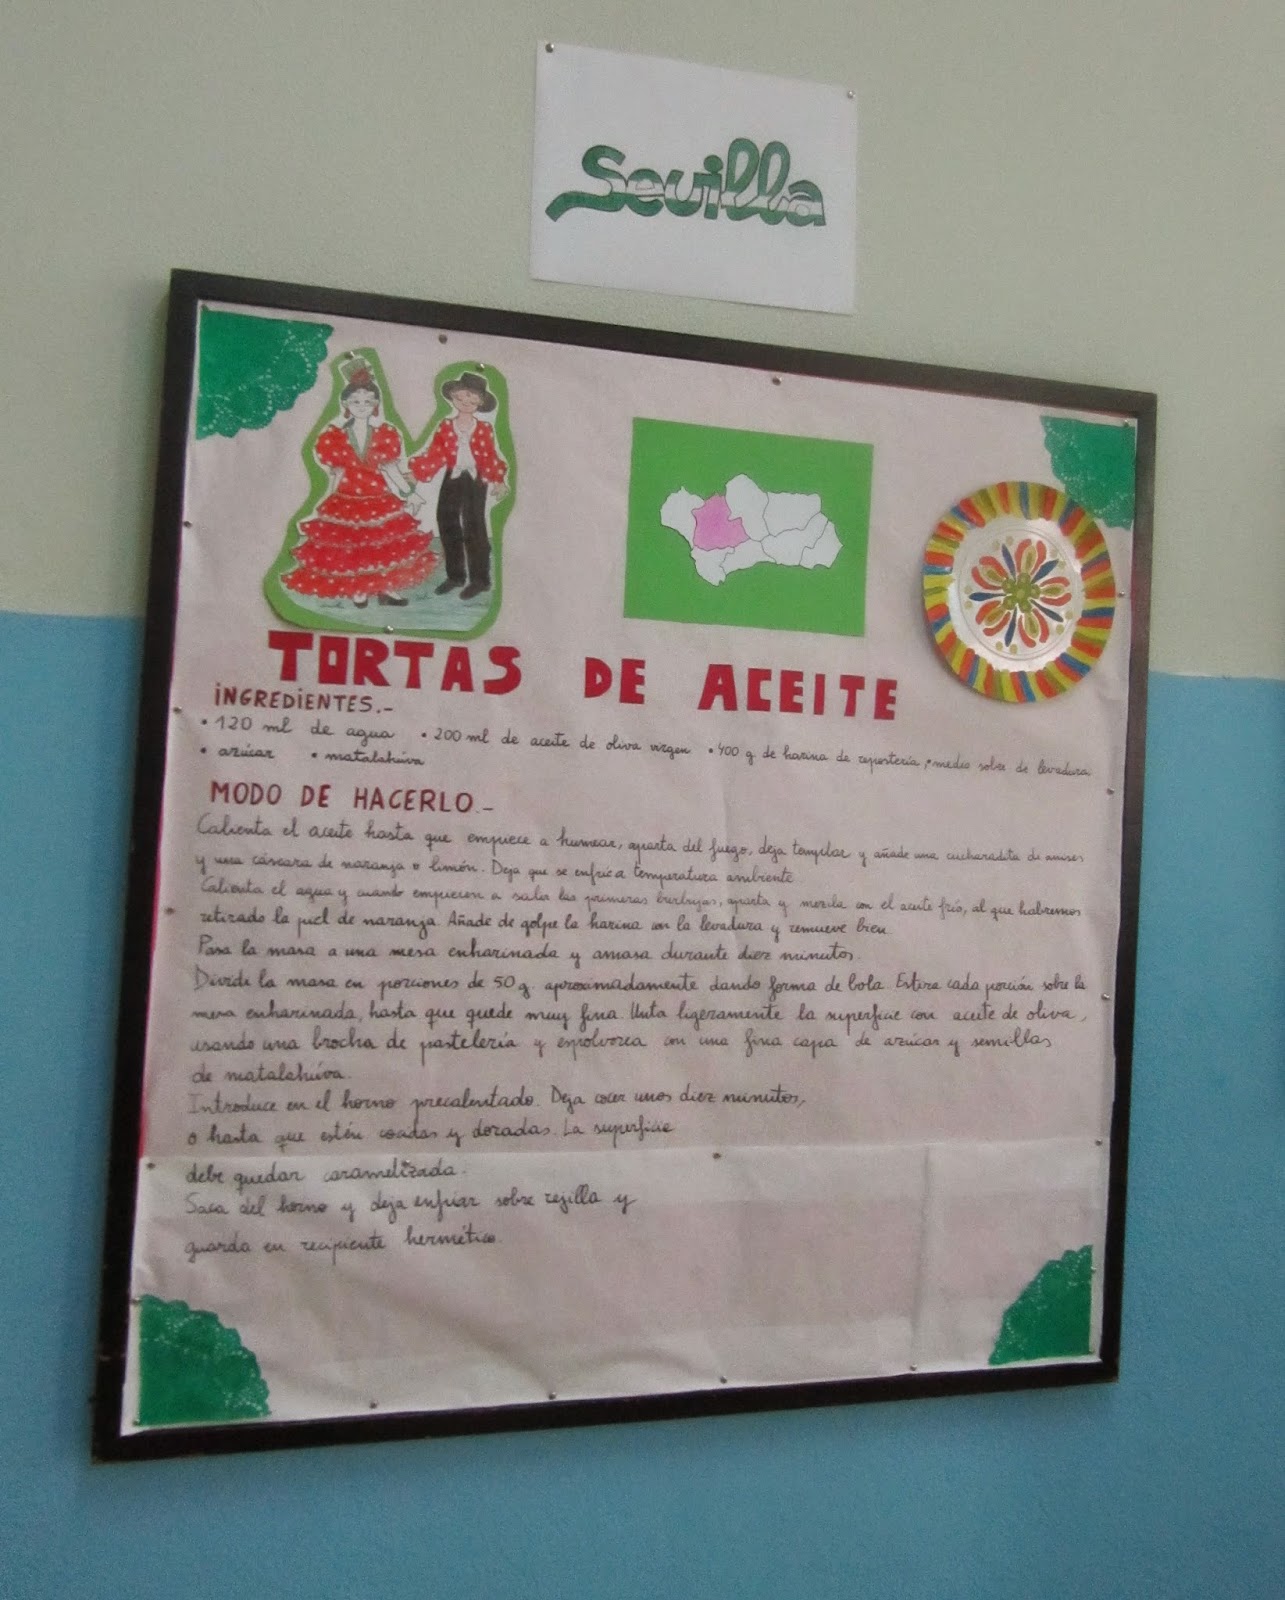 Sevilla
TORTAS DE ACEITE
INGREDIENTES.-
• 120 ml de agua • 200 ml de aceite de oliva virgen • 400 g de harina de repostería, • medio sobre de levadura
• azúcar • matalahúva
MODO DE HACERLO.-
Calienta el aceite hasta que empiece a humear, aparta del fuego, deja templar y añade una cucharadita de anises
y una cáscara de naranja o limón. Deja que se enfríe a temperatura ambiente.
Calienta el agua y cuando empiecen a salir las primeras burbujas, aparta y mezcla con el aceite frío, al que habremos
retirado la piel de naranja. Añade de golpe la harina con la levadura y remueve bien.
Pasa la masa a una mesa enharinada y amasa durante diez minutos.
Divide la masa en porciones de 50 g. aproximadamente dando forma de bola. Estira cada porción sobre la
mesa enharinada, hasta que quede muy fina. Unta ligeramente la superficie con aceite de oliva,
usando una brocha de pastelería y espolvorea con una fina capa de azúcar y semillas
de matalahúva.
Introduce en el horno precalentado. Deja cocer unos diez minutos,
o hasta que estén cocidas y doradas. La superficie
debe quedar caramelizada.
Saca del horno y deja enfriar sobre rejilla y
guarda en recipiente hermético.